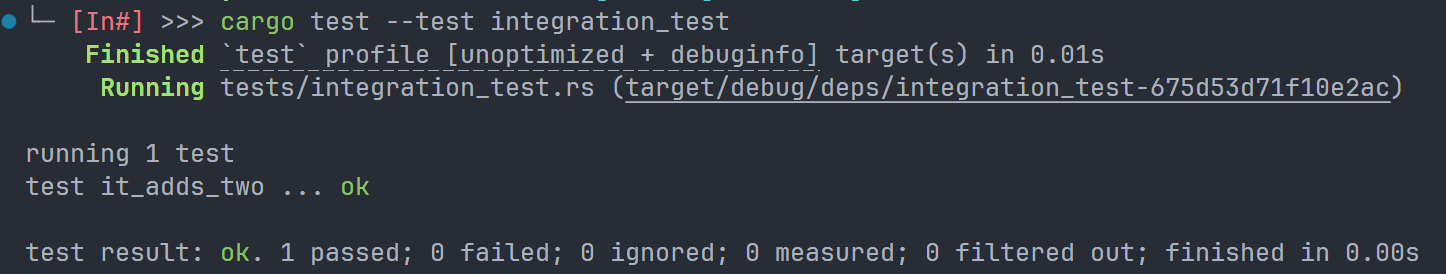 └─ [In#] >>> cargo test --test integration_test
Finished `test` profile [unoptimized + debuginfo] target(s) in 0.01s
Running tests/integration_test.rs (target/debug/deps/integration_test-675d53d71f10e2ac)
running 1 test
test it_adds_two ... ok
test result: ok. 1 passed; 0 failed; 0 ignored; 0 measured; 0 filtered out; finished in 0.00s